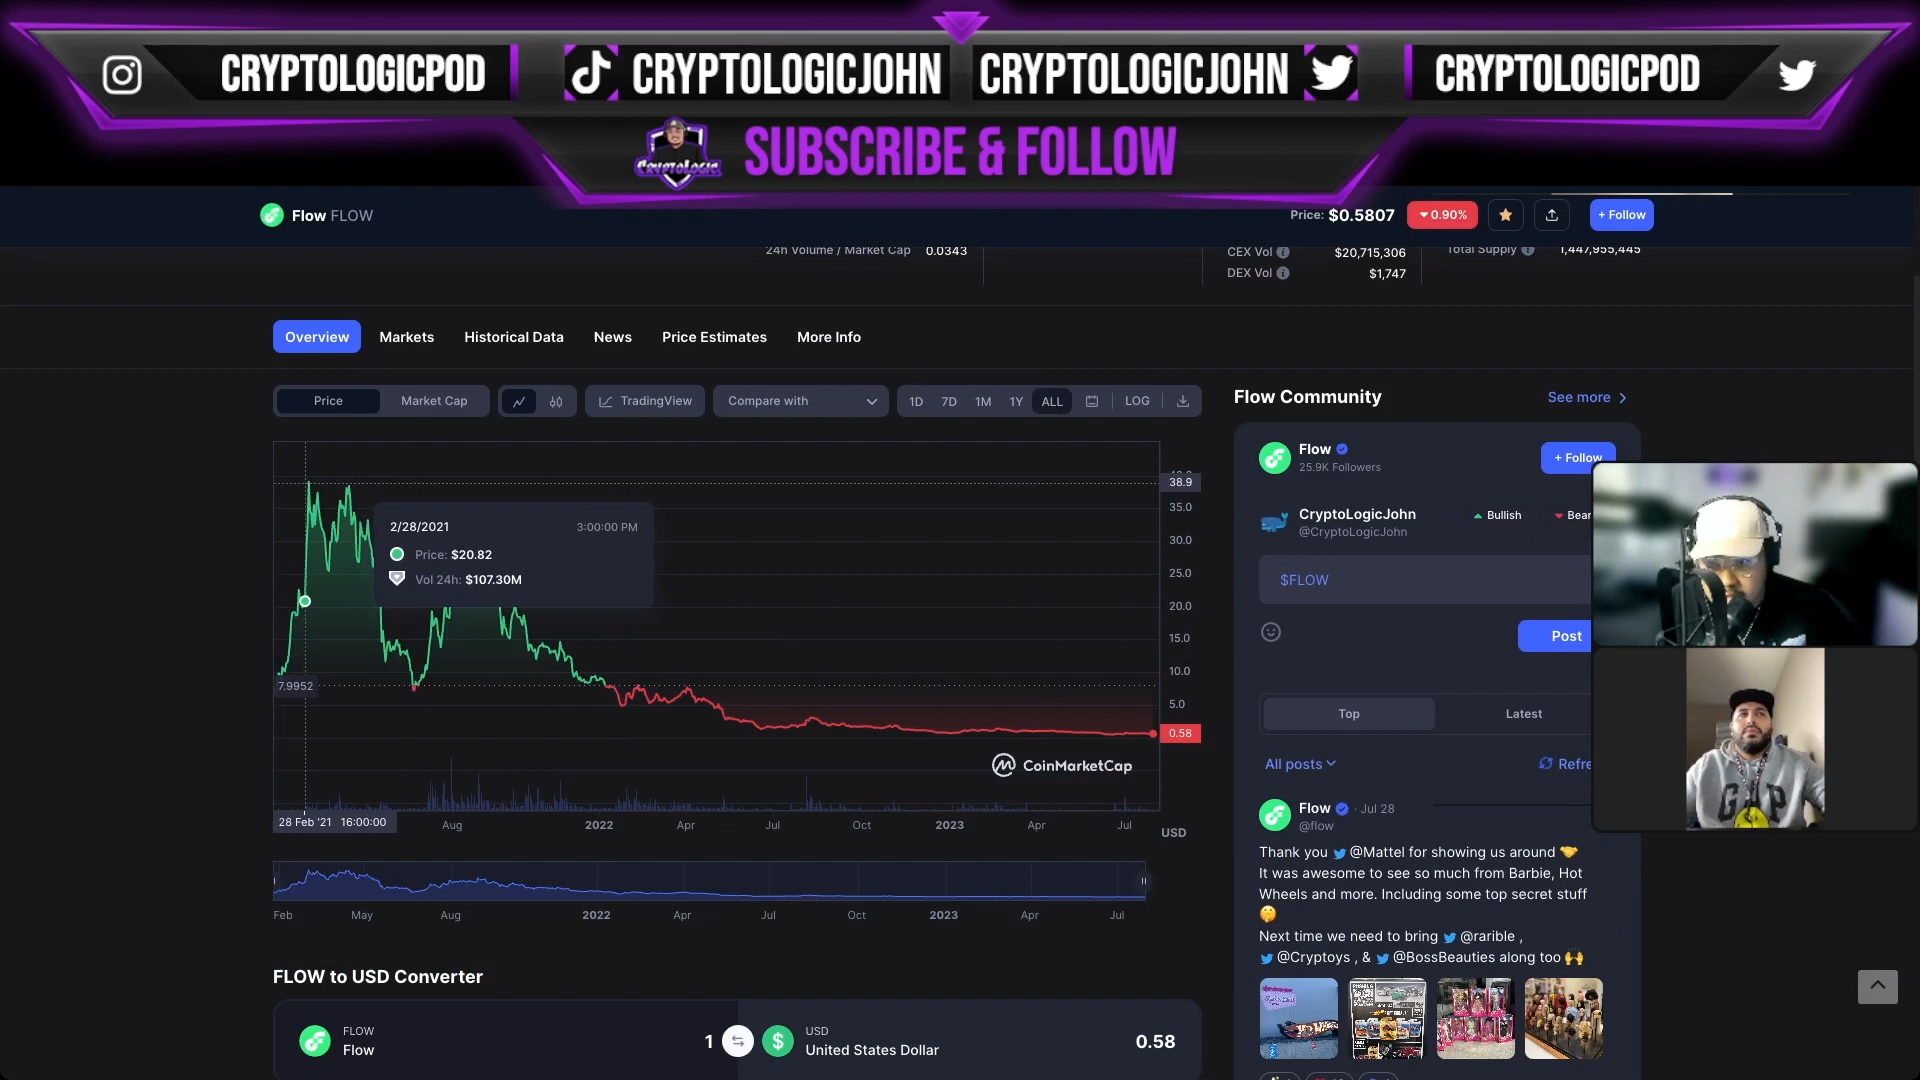 CRYPTOLOGICPOD
CRYPTOLOGICJOHN
CRYPTOLOGICJOHN
CRYPTOLOGICPOD
CRYPTOLOGIC
SUBSCRIBE & FOLLOW
Flow FLOW
Price: $0.5807
0.90%
+ Follow
24h Volume / Market Cap 0.0343
CEX Vol $20,715,306
DEX Vol $1,747
Total Supply 1,447,955,445
Overview
Markets
Historical Data
News
Price Estimates
More Info
Price
Market Cap
TradingView
Compare with
1D 7D 1M 1Y ALL LOG
38.9
35.0
30.0
25.0
20.0
15.0
10.0
5.0
0.58
2/28/2021 3:00:00 PM
Price: $20.82
Vol 24h: $107.30M
7.9952
CoinMarketCap
28 Feb '21 16:00:00
Aug 2022 Apr Jul Oct 2023 Apr Jul
USD
Feb May Aug 2022 Apr Jul Oct 2023 Apr Jul
FLOW to USD Converter
FLOW
Flow
1
$
USD
United States Dollar
0.58
Flow Community
See more
Flow
25.9K Followers
+ Follow
CryptoLogicJohn
@CryptoLogicJohn
Bullish
Bear
$FLOW
Post
Top
Latest
All posts
Refre
Flow · Jul 28
@flow
Thank you @Mattel for showing us around
It was awesome to see so much from Barbie, Hot
Wheels and more. Including some top secret stuff
Next time we need to bring @rarible ,
@Cryptoys , & @BossBeauties along too
GAP